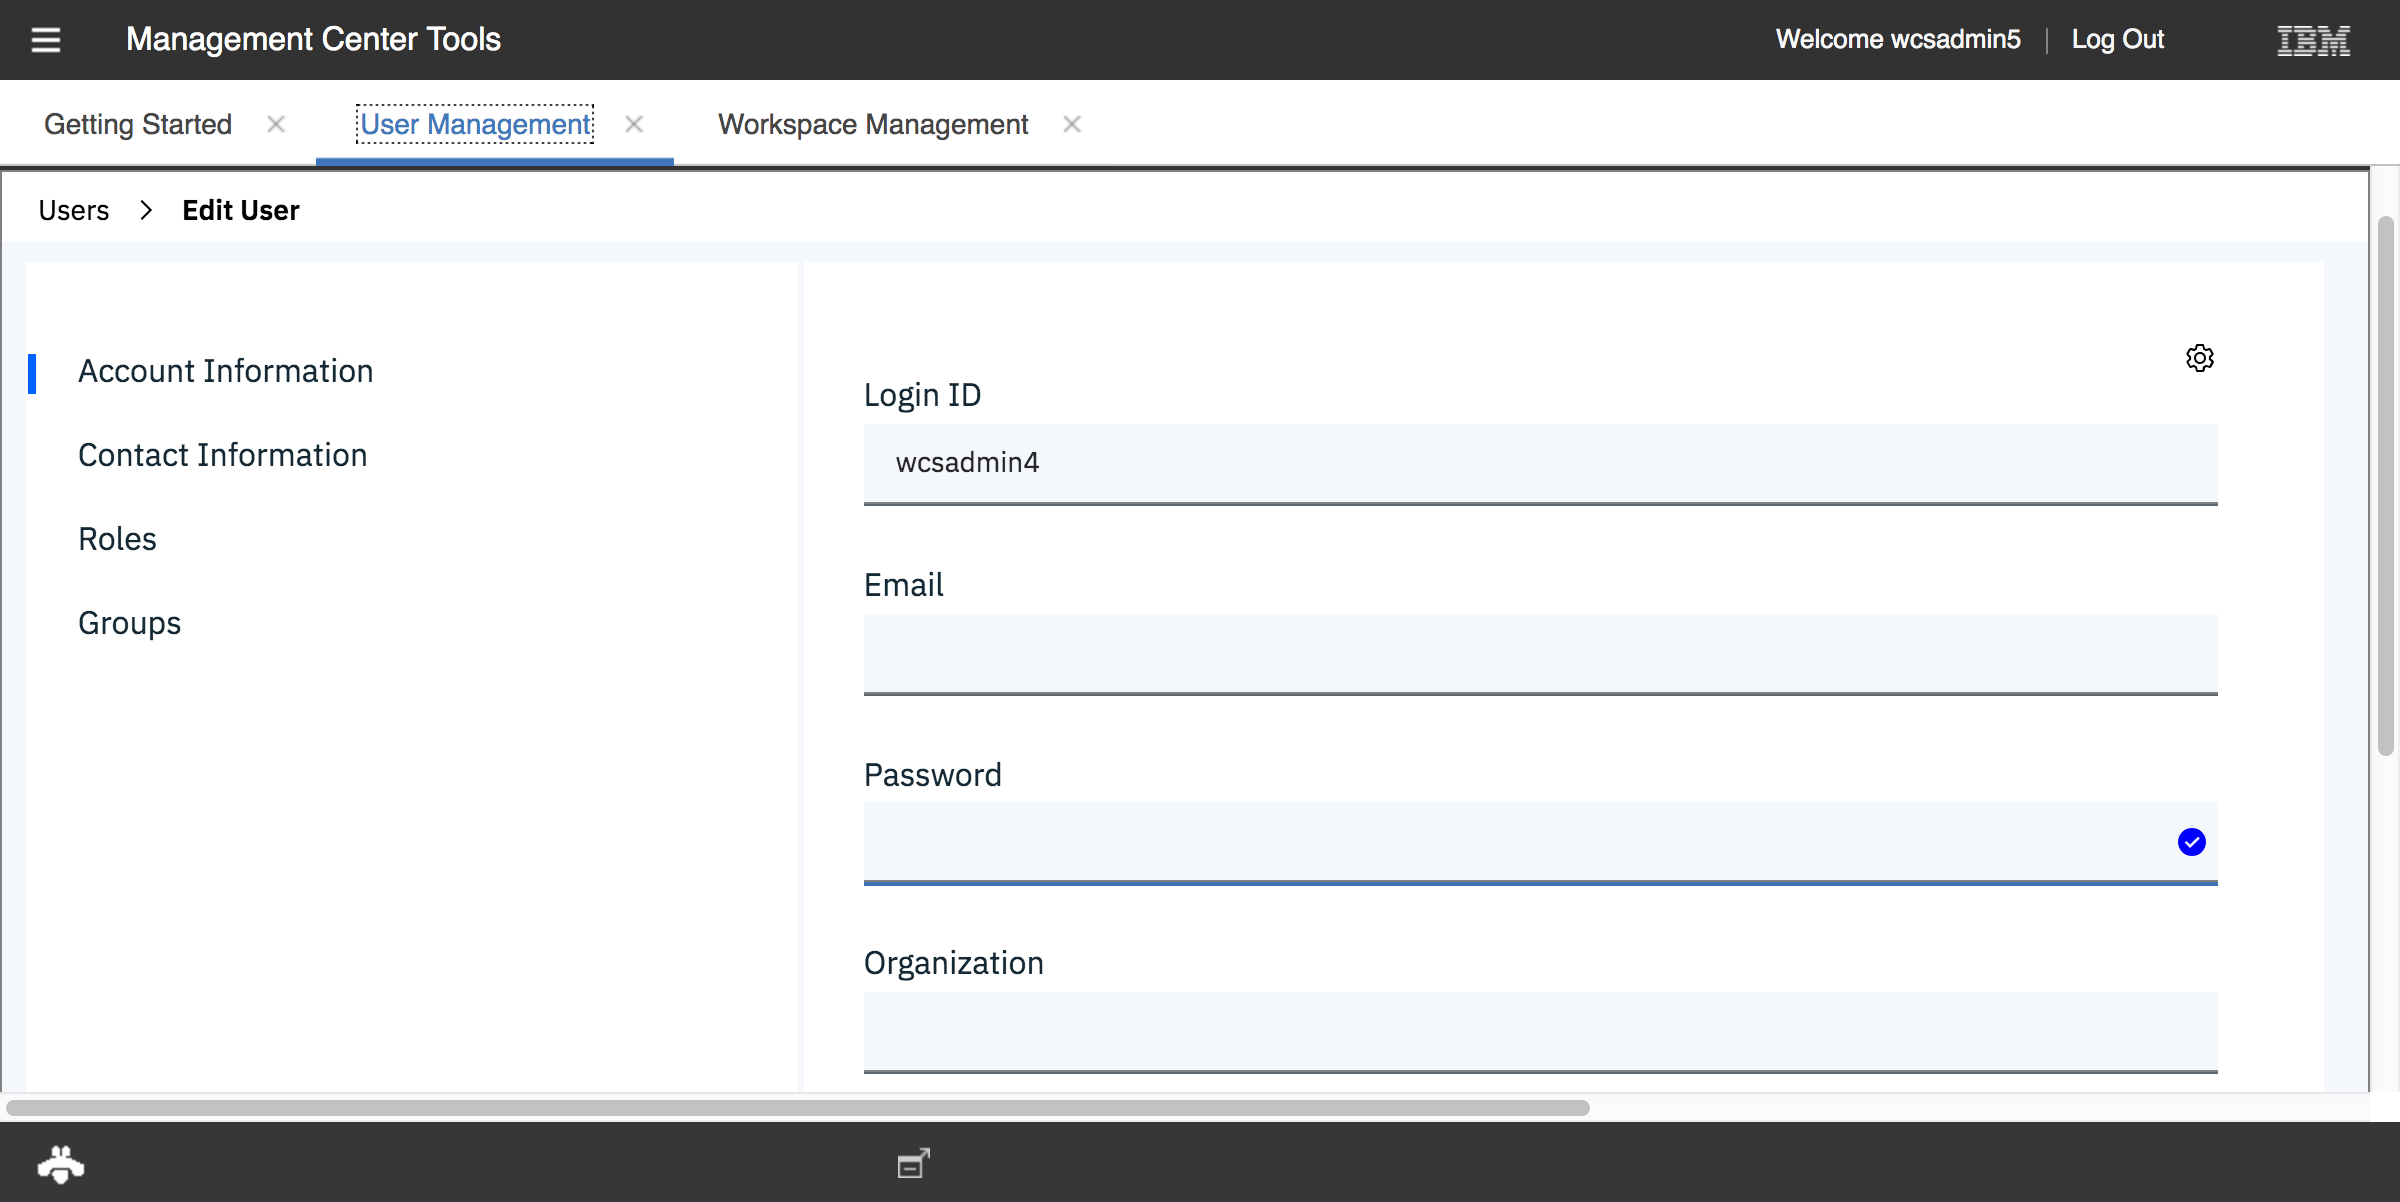 Management Center Tools
Welcome wcsadmin5 | Log Out
IBM
Getting Started
User Management
Workspace Management
Users > Edit User
Account Information
Contact Information
Roles
Groups
Login ID
wcsadmin4
Email
Password
Organization